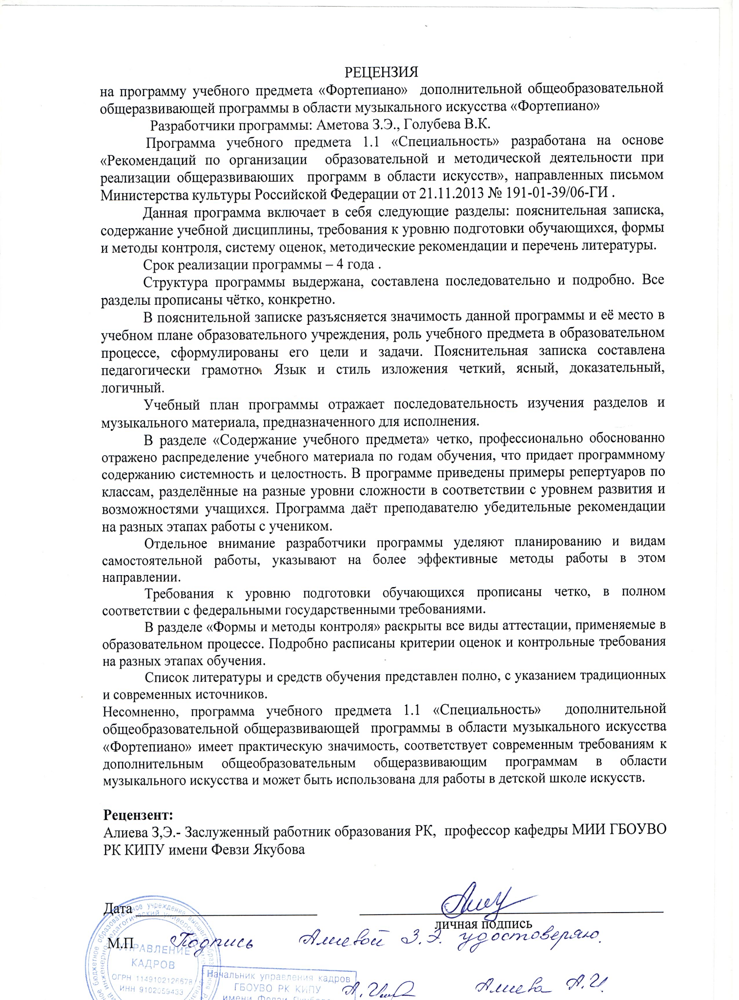 РЕЦЕНЗИЯ
на программу учебного предмета «Фортепиано» дополнительной общеобразовательной
общеразвивающей программы в области музыкального искусства «Фортепиано»
Разработчики программы: Аметова З.Э., Голубева В.К.
Программа учебного предмета 1.1 «Специальность» разработана на основе
«Рекомендаций по организации образовательной и методической деятельности при
реализации общеразвиваюших программ в области искусств», направленных письмом
Министерства культуры Российской Федерации от 21.11.2013 № 191-01-39/06-ГИ .
Данная программа включает в себя следующие разделы: пояснительная записка,
содержание учебной дисциплины, требования к уровню подготовки обучающихся, формы
и методы контроля, систему оценок, методические рекомендации и перечень литературы.
Срок реализации программы – 4 года .
Структура программы выдержана, составлена последовательно и подробно. Все
разделы прописаны чётко, конкретно.
В пояснительной записке разъясняется значимость данной программы и её место в
учебном плане образовательного учреждения, роль учебного предмета в образовательном
процессе, сформулированы его цели и задачи. Пояснительная записка составлена
педагогически грамотно. Язык и стиль изложения четкий, ясный, доказательный,
логичный.
Учебный план программы отражает последовательность изучения разделов и
музыкального материала, предназначенного для исполнения.
В разделе «Содержание учебного предмета» четко, профессионально обоснованно
отражено распределение учебного материала по годам обучения, что придает программному
содержанию системность и целостность. В программе приведены примеры репертуаров по
классам, разделённые на разные уровни сложности в соответствии с уровнем развития и
возможностями учащихся. Программа даёт преподавателю убедительные рекомендации
на разных этапах работы с учеником.
Отдельное внимание разработчики программы уделяют планированию и видам
самостоятельной работы, указывают на более эффективные методы работы в этом
направлении.
Требования к уровню подготовки обучающихся прописаны четко, в полном
соответствии с федеральными государственными требованиями.
В разделе «Формы и методы контроля» раскрыты все виды аттестации, применяемые в
образовательном процессе. Подробно расписаны критерии оценок и контрольные требования
на разных этапах обучения.
Список литературы и средств обучения представлен полно, с указанием традиционных
и современных источников.
Несомненно, программа учебного предмета 1.1 «Специальность» дополнительной
общеобразовательной общеразвивающей программы в области музыкального искусства
«Фортепиано» имеет практическую значимость, соответствует современным требованиям к
дополнительным общеобразовательным общеразвивающим программам в области
музыкального искусства и может быть использована для работы в детской школе искусств.
Рецензент:
Алиева З,Э.- Заслуженный работник образования РК, профессор кафедры МИИ ГБОУВО
РК КИПУ имени Февзи Якубова
Дата
личная подпись
М.П Подпись Алиевой З.Э. удостоверяю.
УПРАВЛЕНИЕ
КАДРОВ
ОГРН 1149102126678
ИНН 9102059433
Начальник управления кадров
ГБОУВО РК КИПУ
имени Февзи Якубова
Алиева А.И.